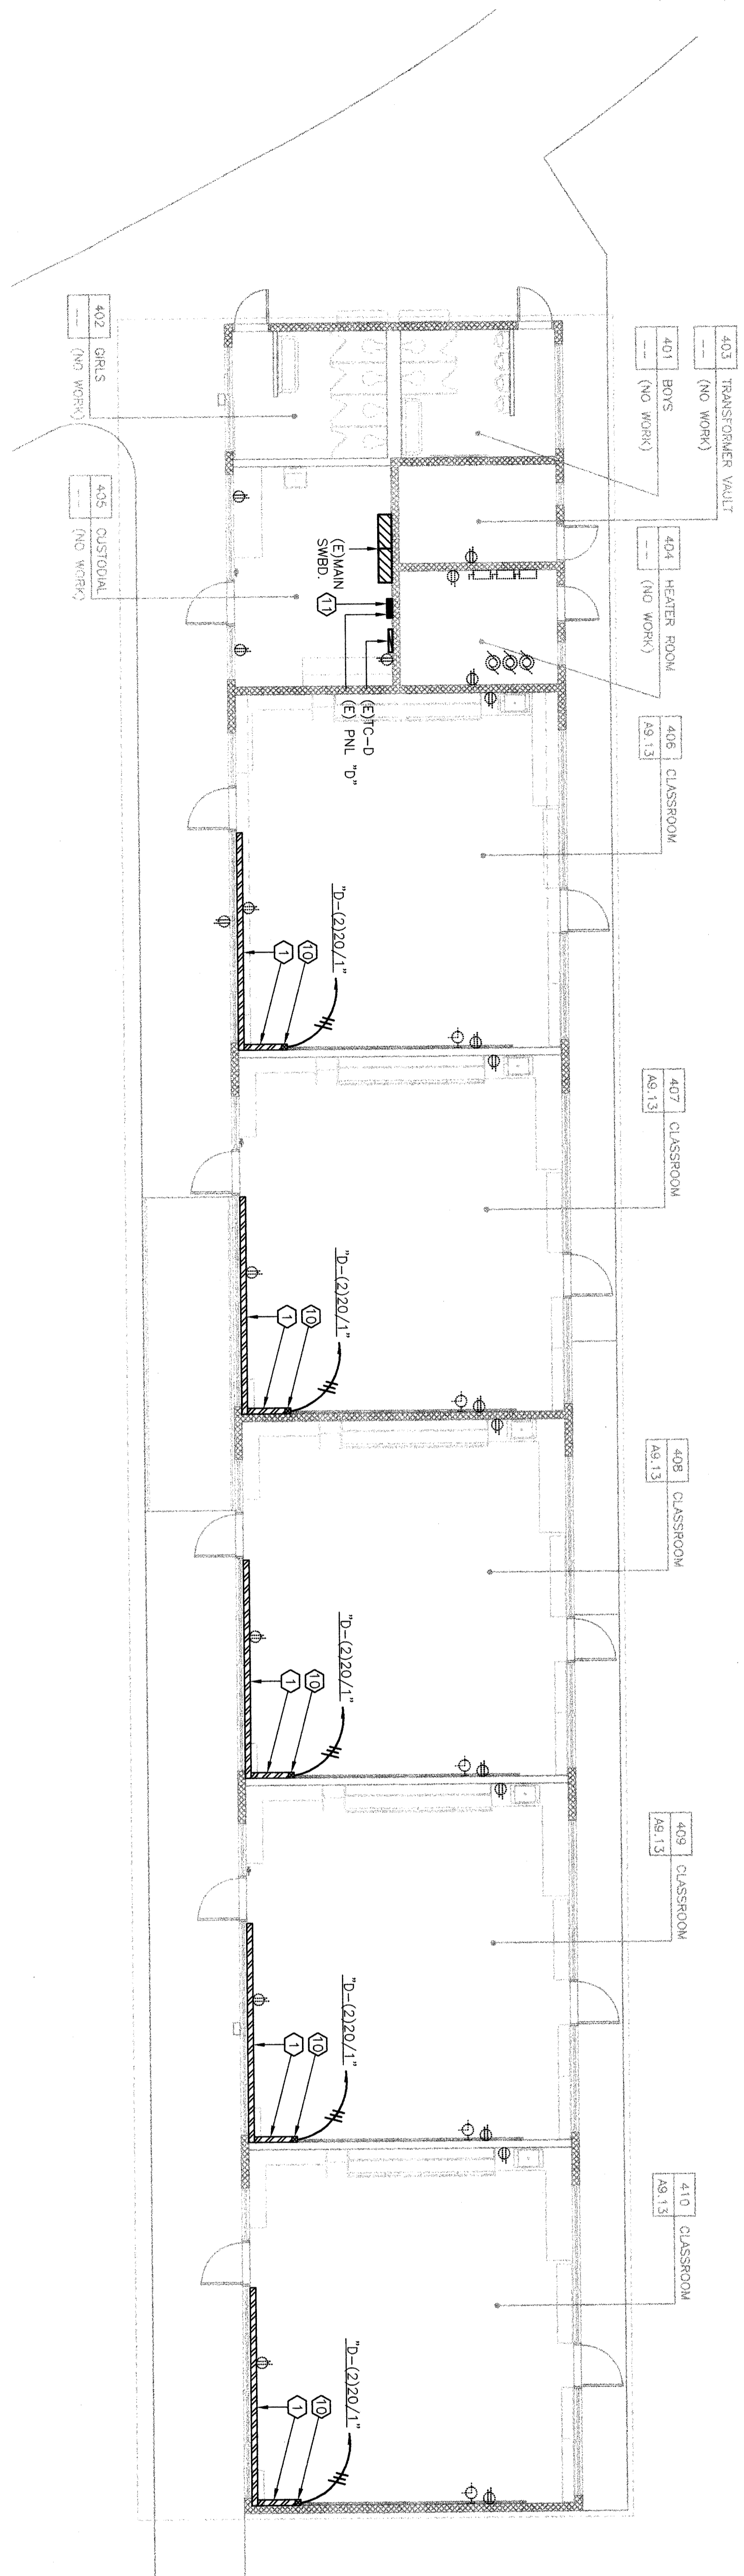 403 TRANSFORMER VAULT
-- (NO WORK)
401 BOYS
-- (NO WORK)
402 GIRLS
-- (NO WORK)
404 HEATER ROOM
-- (NO WORK)
405 CUSTODIAL
-- (NO WORK)
(E)MAIN
SWBD.
11
(E)TC-D
(E) PNL "D"
406 CLASSROOM
A9.13
"D-(2)20/1"
10
1
407 CLASSROOM
A9.13
"D-(2)20/1"
10
1
408 CLASSROOM
A9.13
"D-(2)20/1"
10
1
409 CLASSROOM
A9.13
"D-(2)20/1"
10
1
410 CLASSROOM
A9.13
"D-(2)20/1"
10
1